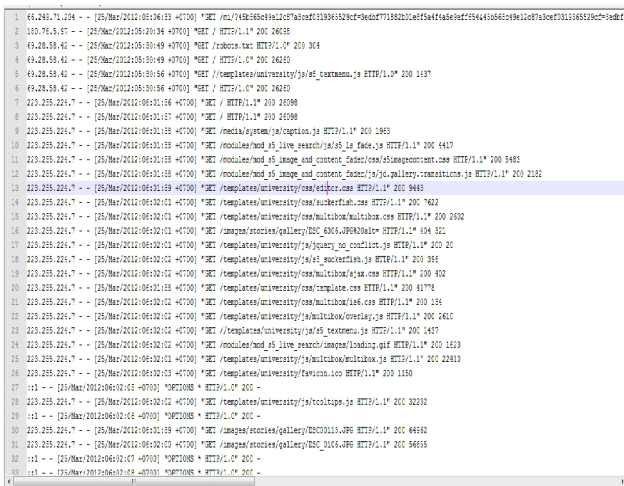 1 66.249.71.204 - - [25/Mar/2012:05:06:33 +0700] "GET
2 180.76.5.97 - - [25/Mar/2012:05:20:34 +0700] "GET / HTTP/1.1" 200 26098
3 69.28.58.42 - - [25/Mar/2012:05:30:49 +0700] "GET /robots.txt HTTP/1.0" 200 304
4 69.28.58.42 - - [25/Mar/2012:05:30:49 +0700] "GET / HTTP/1.0" 200 26260
5 69.28.58.42 - - [25/Mar/2012:05:30:56 +0700] "GET //templates/university/js/s5_textmenu.js HTTP/1.0" 200 1437
6 69.28.58.42 - - [25/Mar/2012:05:30:56 +0700] "GET / HTTP/1.0" 200 26260
7 223.255.224.7 - - [25/Mar/2012:06:01:56 +0700] "GET / HTTP/1.1" 200 26098
8 223.255.224.7 - - [25/Mar/2012:06:01:57 +0700] "GET / HTTP/1.1" 200 26098
9 223.255.224.7 - - [25/Mar/2012:06:01:58 +0700] "GET /media/system/js/caption.js HTTP/1.1" 200 1963
10 223.255.224.7 - - [25/Mar/2012:06:01:58 +0700] "GET /modules/mod_s5_live_search/js/s5_ls_fade.js HTTP/1.1" 200 4417
11 223.255.224.7 - - [25/Mar/2012:06:01:58 +0700] "GET /modules/mod_s5_image_and_content_fader/css/s5imagecontent.css HTTP/1.1" 200 5483
12 223.255.224.7 - - [25/Mar/2012:06:01:59 +0700] "GET /modules/mod_s5_image_and_content_fader/js/jd.gallery.transitions.js HTTP/1.1" 200 2182
13 223.255.224.7 - - [25/Mar/2012:06:01:59 +0700] "GET /templates/university/css/editor.css HTTP/1.1" 200 9483
14 223.255.224.7 - - [25/Mar/2012:06:02:01 +0700] "GET /templates/university/css/suckerfish.css HTTP/1.1" 200 7622
15 223.255.224.7 - - [25/Mar/2012:06:02:01 +0700] "GET /templates/university/css/multibox/multibox.css HTTP/1.1" 200 2602
16 223.255.224.7 - - [25/Mar/2012:06:02:01 +0700] "GET /images/stories/gallery/DSC_6306.JPG%20alt= HTTP/1.1" 404 321
17 223.255.224.7 - - [25/Mar/2012:06:02:01 +0700] "GET /templates/university/js/jquery_no_conflict.js HTTP/1.1" 200 20
18 223.255.224.7 - - [25/Mar/2012:06:02:02 +0700] "GET /templates/university/js/s5_suckerfish.js HTTP/1.1" 200 356
19 223.255.224.7 - - [25/Mar/2012:06:02:02 +0700] "GET /templates/university/css/multibox/ajax.css HTTP/1.1" 200 402
20 223.255.224.7 - - [25/Mar/2012:06:01:58 +0700] "GET /templates/university/css/template.css HTTP/1.1" 200 41778
21 223.255.224.7 - - [25/Mar/2012:06:02:02 +0700] "GET /templates/university/css/multibox/ie6.css HTTP/1.1" 200 134
22 223.255.224.7 - - [25/Mar/2012:06:02:02 +0700] "GET /templates/university/js/multibox/overlay.js HTTP/1.1" 200 2610
23 223.255.224.7 - - [25/Mar/2012:06:02:02 +0700] "GET //templates/university/js/s5_textmenu.js HTTP/1.1" 200 1437
24 223.255.224.7 - - [25/Mar/2012:06:02:02 +0700] "GET /modules/mod_s5_live_search/images/loading.gif HTTP/1.1" 200 1623
25 223.255.224.7 - - [25/Mar/2012:06:02:01 +0700] "GET /templates/university/js/multibox/multibox.js HTTP/1.1" 200 22410
26 223.255.224.7 - - [25/Mar/2012:06:02:03 +0700] "GET /templates/university/favicon.ico HTTP/1.1" 200 1150
27 ::1 - - [25/Mar/2012:06:02:05 +0700] "OPTIONS * HTTP/1.0" 200 -
28 223.255.224.7 - - [25/Mar/2012:06:02:02 +0700] "GET /templates/university/js/tooltips.js HTTP/1.1" 200 32232
29 ::1 - - [25/Mar/2012:06:02:06 +0700] "OPTIONS * HTTP/1.0" 200 -
30 223.255.224.7 - - [25/Mar/2012:06:01:59 +0700] "GET /images/stories/gallery/DSC00113.JPG HTTP/1.1" 200 64962
31 223.255.224.7 - - [25/Mar/2012:06:02:03 +0700] "GET /images/stories/gallery/DSC_0106.JPG HTTP/1.1" 200 56655
32 ::1 - - [25/Mar/2012:06:02:07 +0700] "OPTIONS * HTTP/1.0" 200 -
33 ::1 - - [25/Mar/2012:06:02:08 +0700] "OPTIONS * HTTP/1.0" 200 -